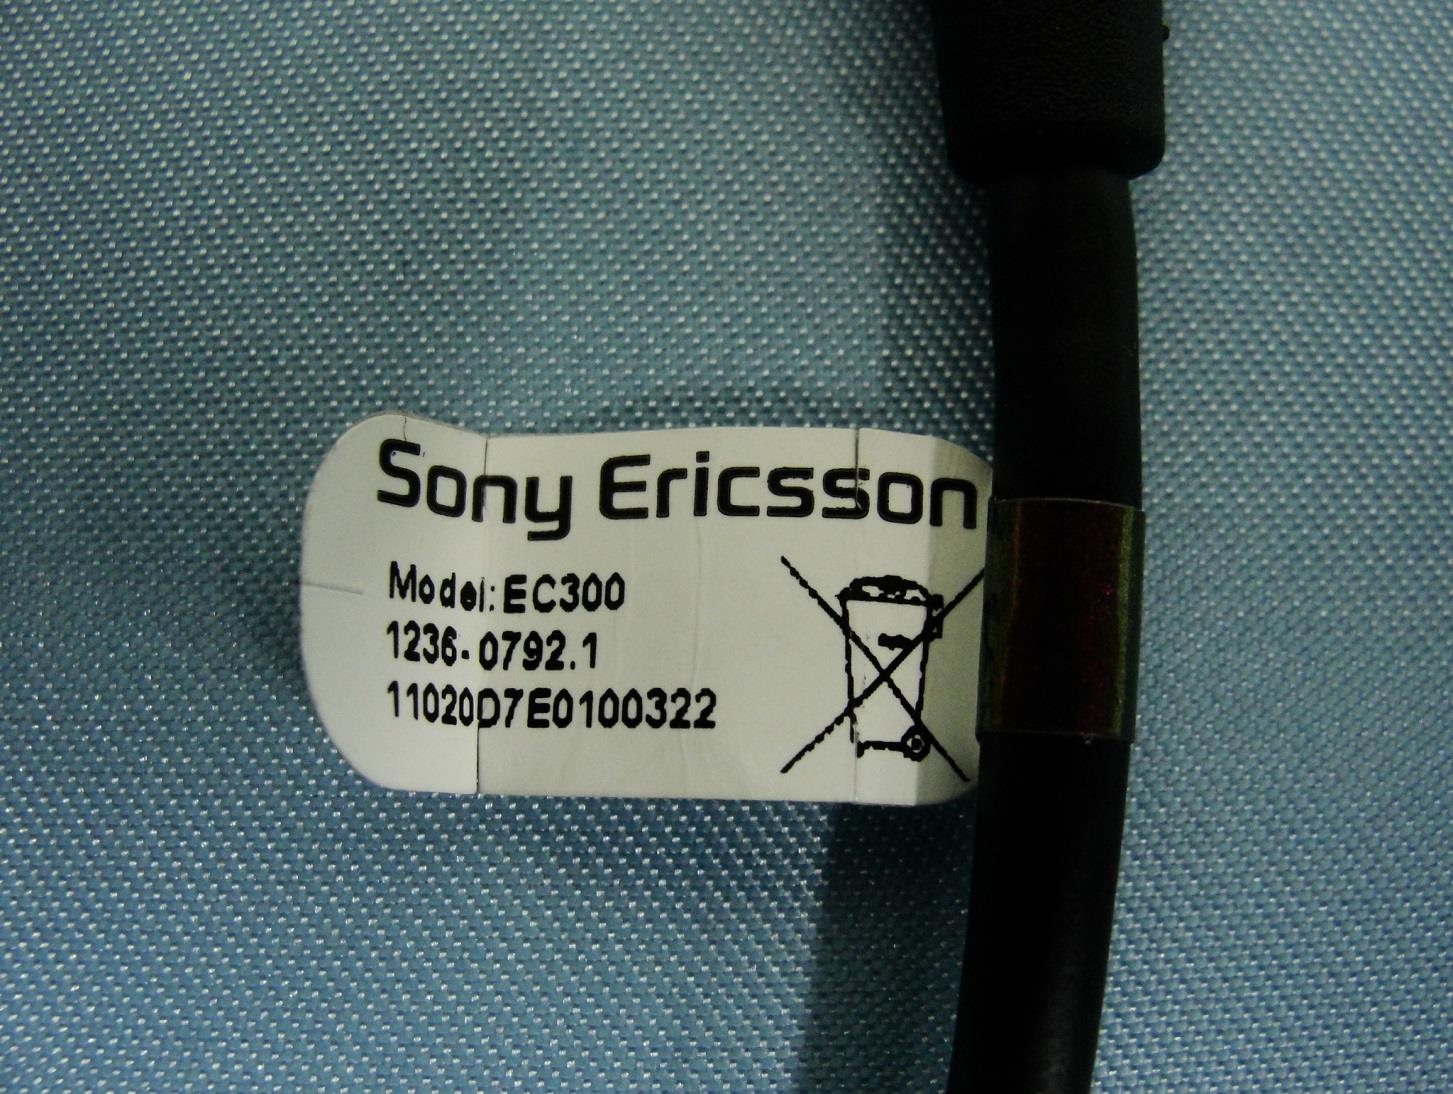 Sony Ericsson
Model: EC300
1236-0792.1
11020D7E0100322